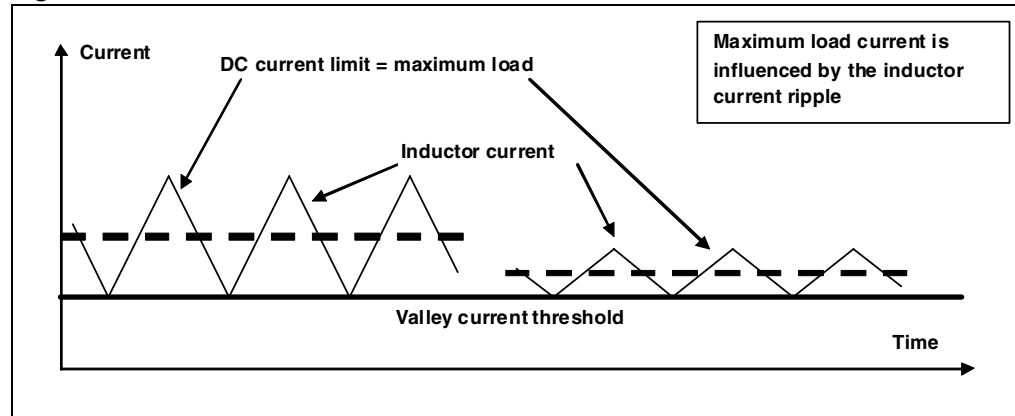 Current
DC current limit = maximum load
Maximum load current is
influenced by the inductor
current ripple
Inductor current
Valley current threshold
Time